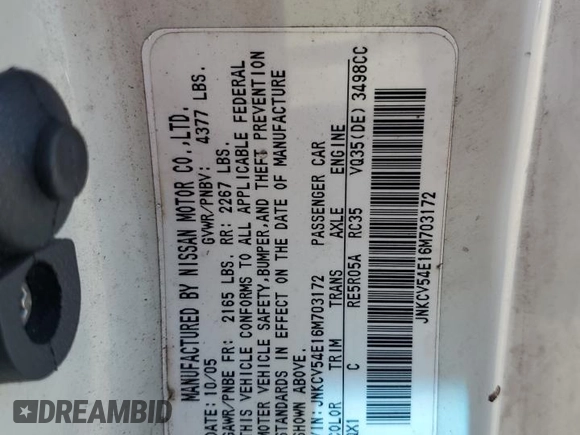 MANUFACTURED BY NISSAN MOTOR CO.,LTD.
10/05 GVWR/PNBV: 4377 LBS.
GAWR/PNBE FR: 2165 LBS. RR: 2267 LBS.
THIS VEHICLE CONFORMS TO ALL APPLICABLE FEDERAL
MOTOR VEHICLE SAFETY,BUMPER,AND THEFT PREVENTION
STANDARDS IN EFFECT ON THE DATE OF MANUFACTURE
SHOWN ABOVE.
VIN: JNKCV54E16M703172 PASSENGER CAR
COLOR TRIM TRANS AXLE ENGINE
QX1 C RE5R05A RC35 VQ35(DE) 3498CC
JNKCV54E16M703172
DREAMBID